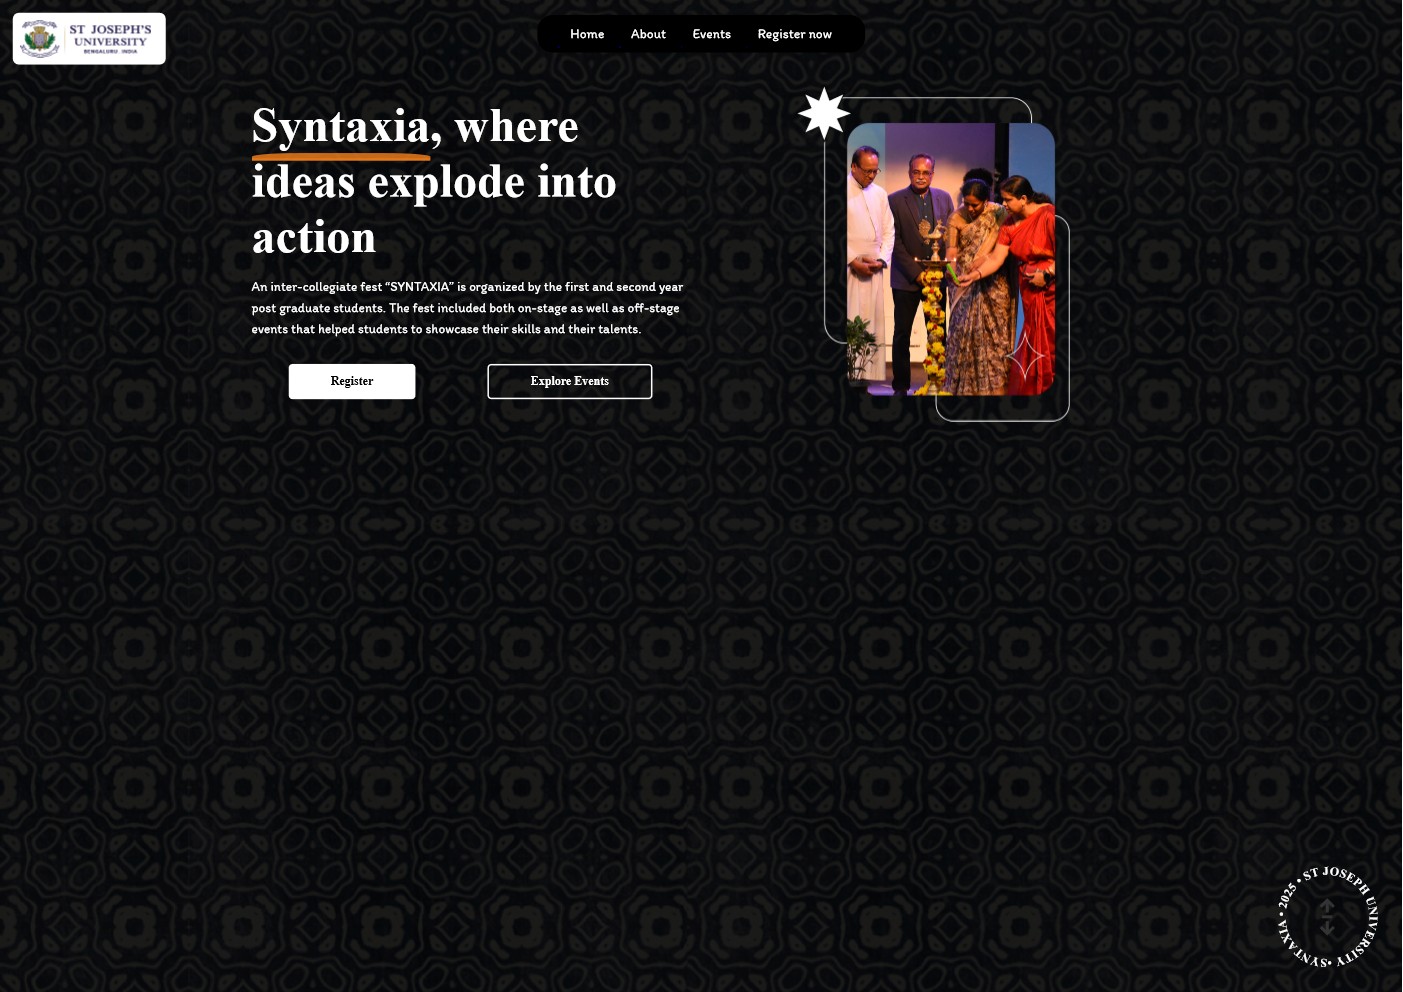 ST JOSEPH'S
UNIVERSITY
BENGALURU, INDIA
Home
About
Events
Register now
Syntaxia, where
ideas explode into
action
An inter-collegiate fest “SYNTAXIA” is organized by the first and second year
post graduate students. The fest included both on-stage as well as off-stage
events that helped students to showcase their skills and their talents.
Register
Explore Events
SYNTAXIA • 2025 • ST JOSEPH UNIVERSITY •